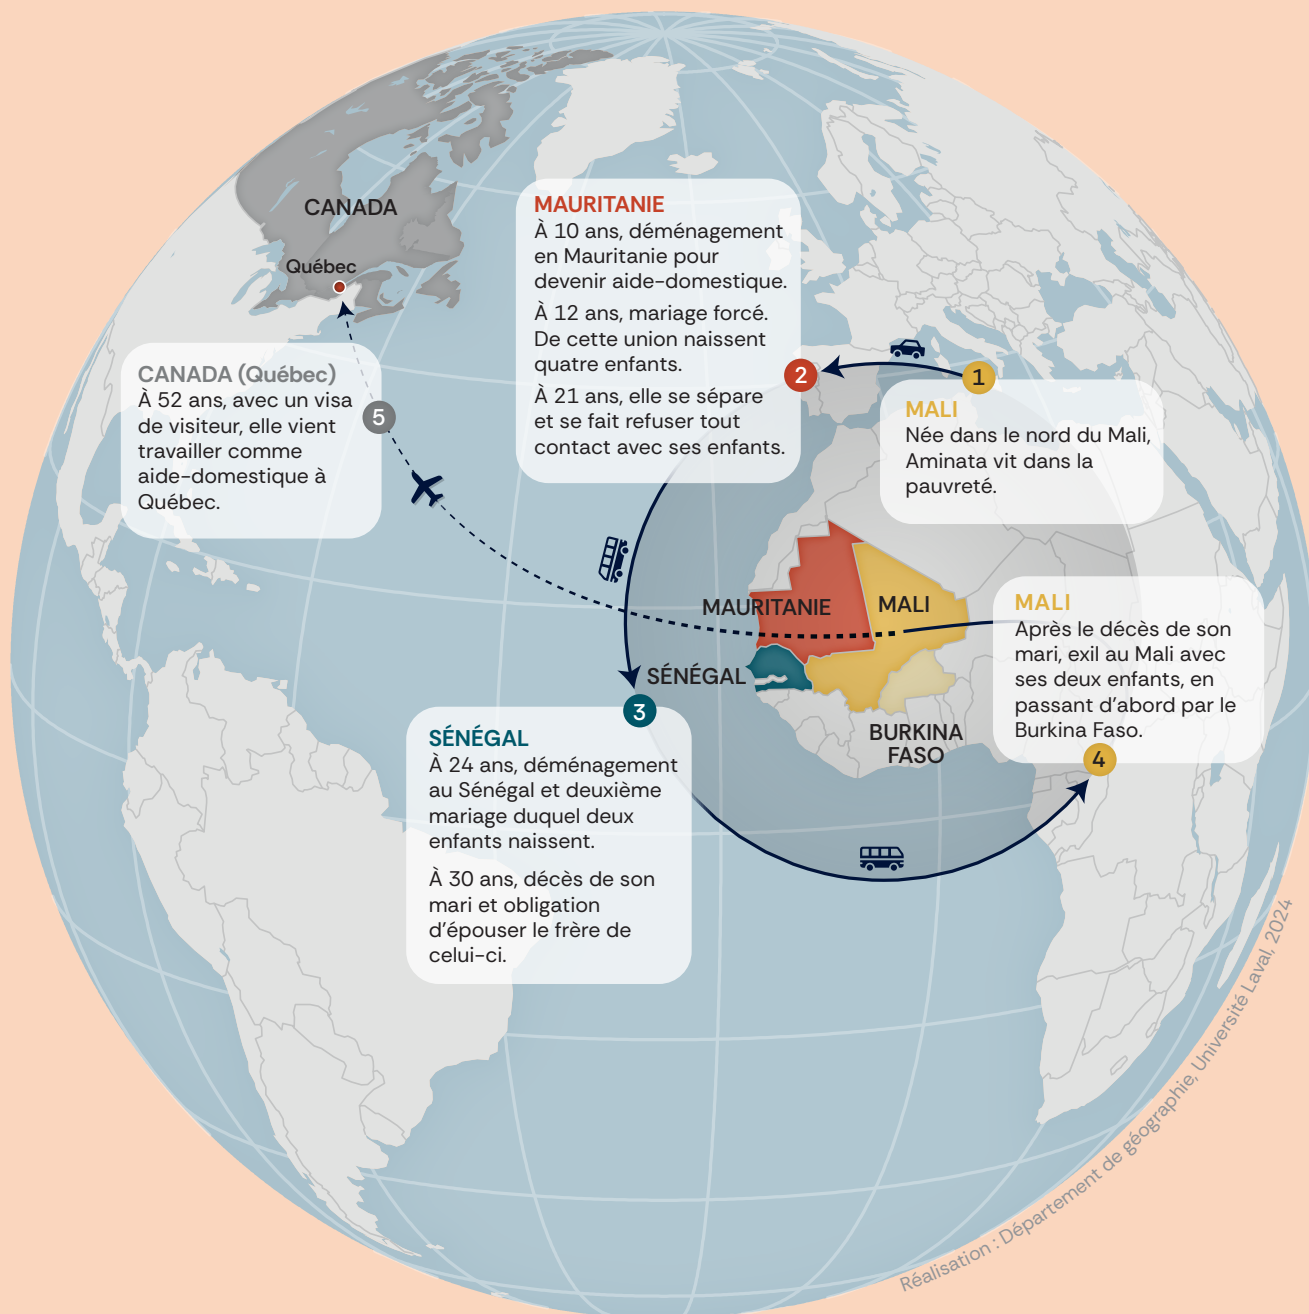 CANADA
Québec
MAURITANIE
À 10 ans, déménagement
en Mauritanie pour
devenir aide-domestique.
À 12 ans, mariage forcé.
De cette union naissent
quatre enfants.
À 21 ans, elle se sépare
et se fait refuser tout
contact avec ses enfants.
2
1
MALI
Née dans le nord du Mali,
Aminata vit dans la
pauvreté.
CANADA (Québec)
À 52 ans, avec un visa
de visiteur, elle vient
travailler comme
aide-domestique à
Québec.
5
MAURITANIE
MALI
SÉNÉGAL
BURKINA
FASO
MALI
Après le décès de son
mari, exil au Mali avec
ses deux enfants, en
passant d'abord par le
Burkina Faso.
4
3
SÉNÉGAL
À 24 ans, déménagement
au Sénégal et deuxième
mariage duquel deux
enfants naissent.
À 30 ans, décès de son
mari et obligation
d'épouser le frère de
celui-ci.
Réalisation : Département de géographie, Université Laval, 2024